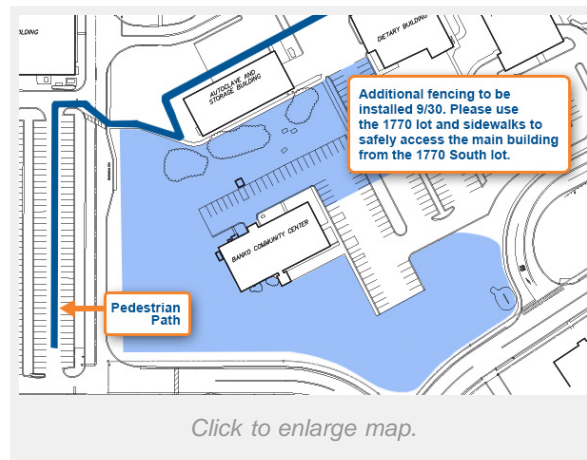 BUILDING
DIETARY BUILDING
AUTOCLAVE AND
STORAGE BUILDING
Additional fencing to be
installed 9/30. Please use
the 1770 lot and sidewalks to
safely access the main building
from the 1770 South lot.
BANKO COMMUNITY CENTER
Pedestrian
Path
Click to enlarge map.